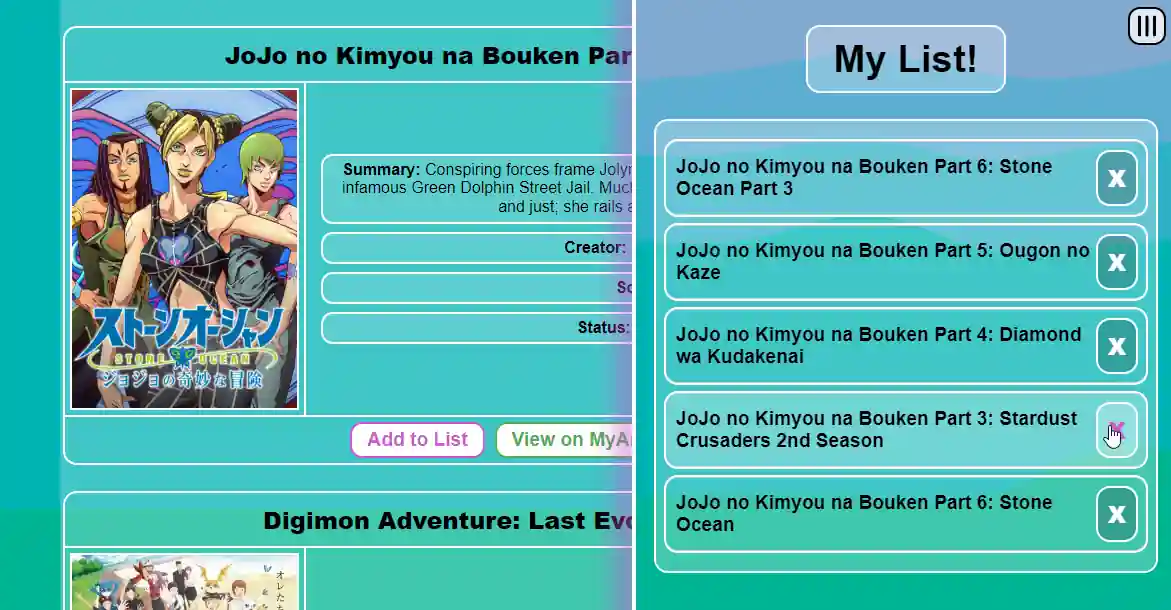 JoJo no Kimyou na Bouken Par
ストーンオーシャン
STONE OCEAN
ジョジョの奇妙な冒険
Summary: Conspiring forces frame Joly
infamous Green Dolphin Street Jail. Muc
and just; she rails a
Creator:
So
Status:
Add to List
View on MyA
Digimon Adventure: Last Evo
オレたち
My List!
JoJo no Kimyou na Bouken Part 6: Stone
Ocean Part 3
X
JoJo no Kimyou na Bouken Part 5: Ougon no
Kaze
X
JoJo no Kimyou na Bouken Part 4: Diamond
wa Kudakenai
X
JoJo no Kimyou na Bouken Part 3: Stardust
Crusaders 2nd Season
X
JoJo no Kimyou na Bouken Part 6: Stone
Ocean
X